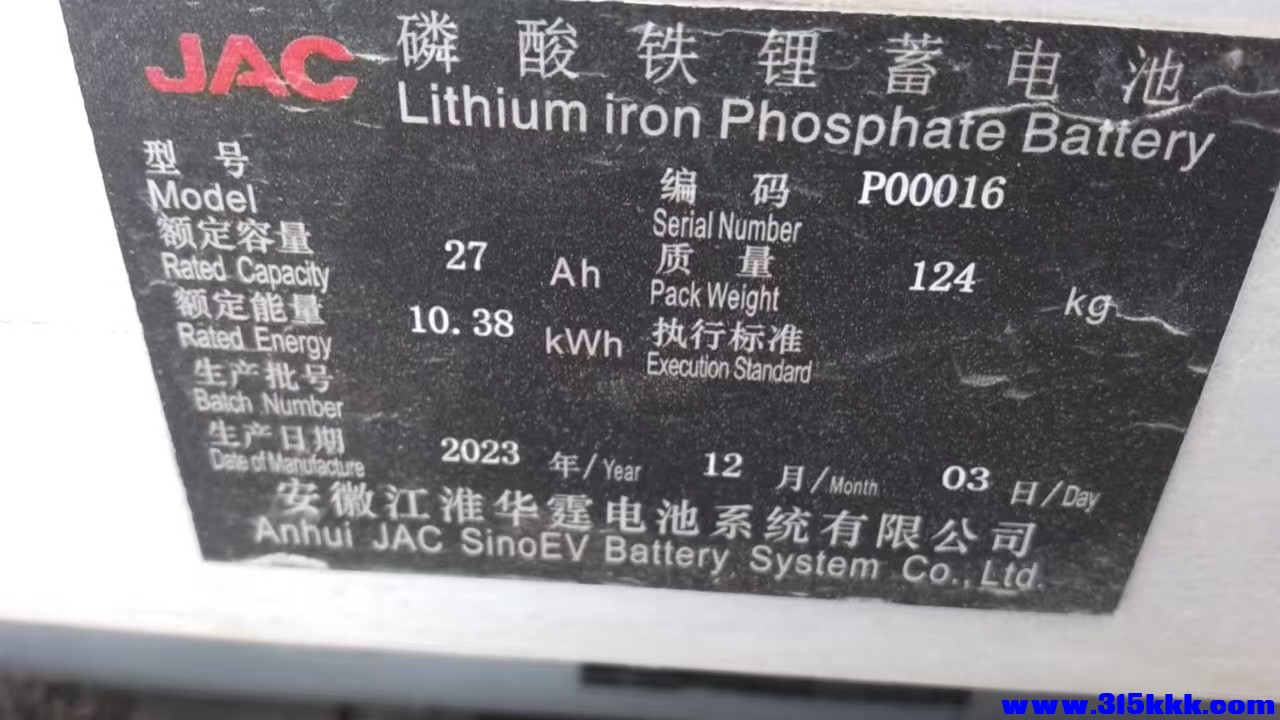 JAC 磷酸铁锂蓄电池
Lithium iron Phosphate Battery
型号
Model
编码 P00016
Serial Number
额定容量 27 Ah
Rated Capacity
质量 124 kg
Pack Weight
额定能量 10.38 kWh
Rated Energy
执行标准
Execution Standard
生产批号
Batch Number
生产日期 2023 年/Year 12 月/Month 03 日/Day
Date of Manufacture
安徽江淮华霆电池系统有限公司
Anhui JAC SinoEV Battery System Co.,Ltd.
www.315kkk.com